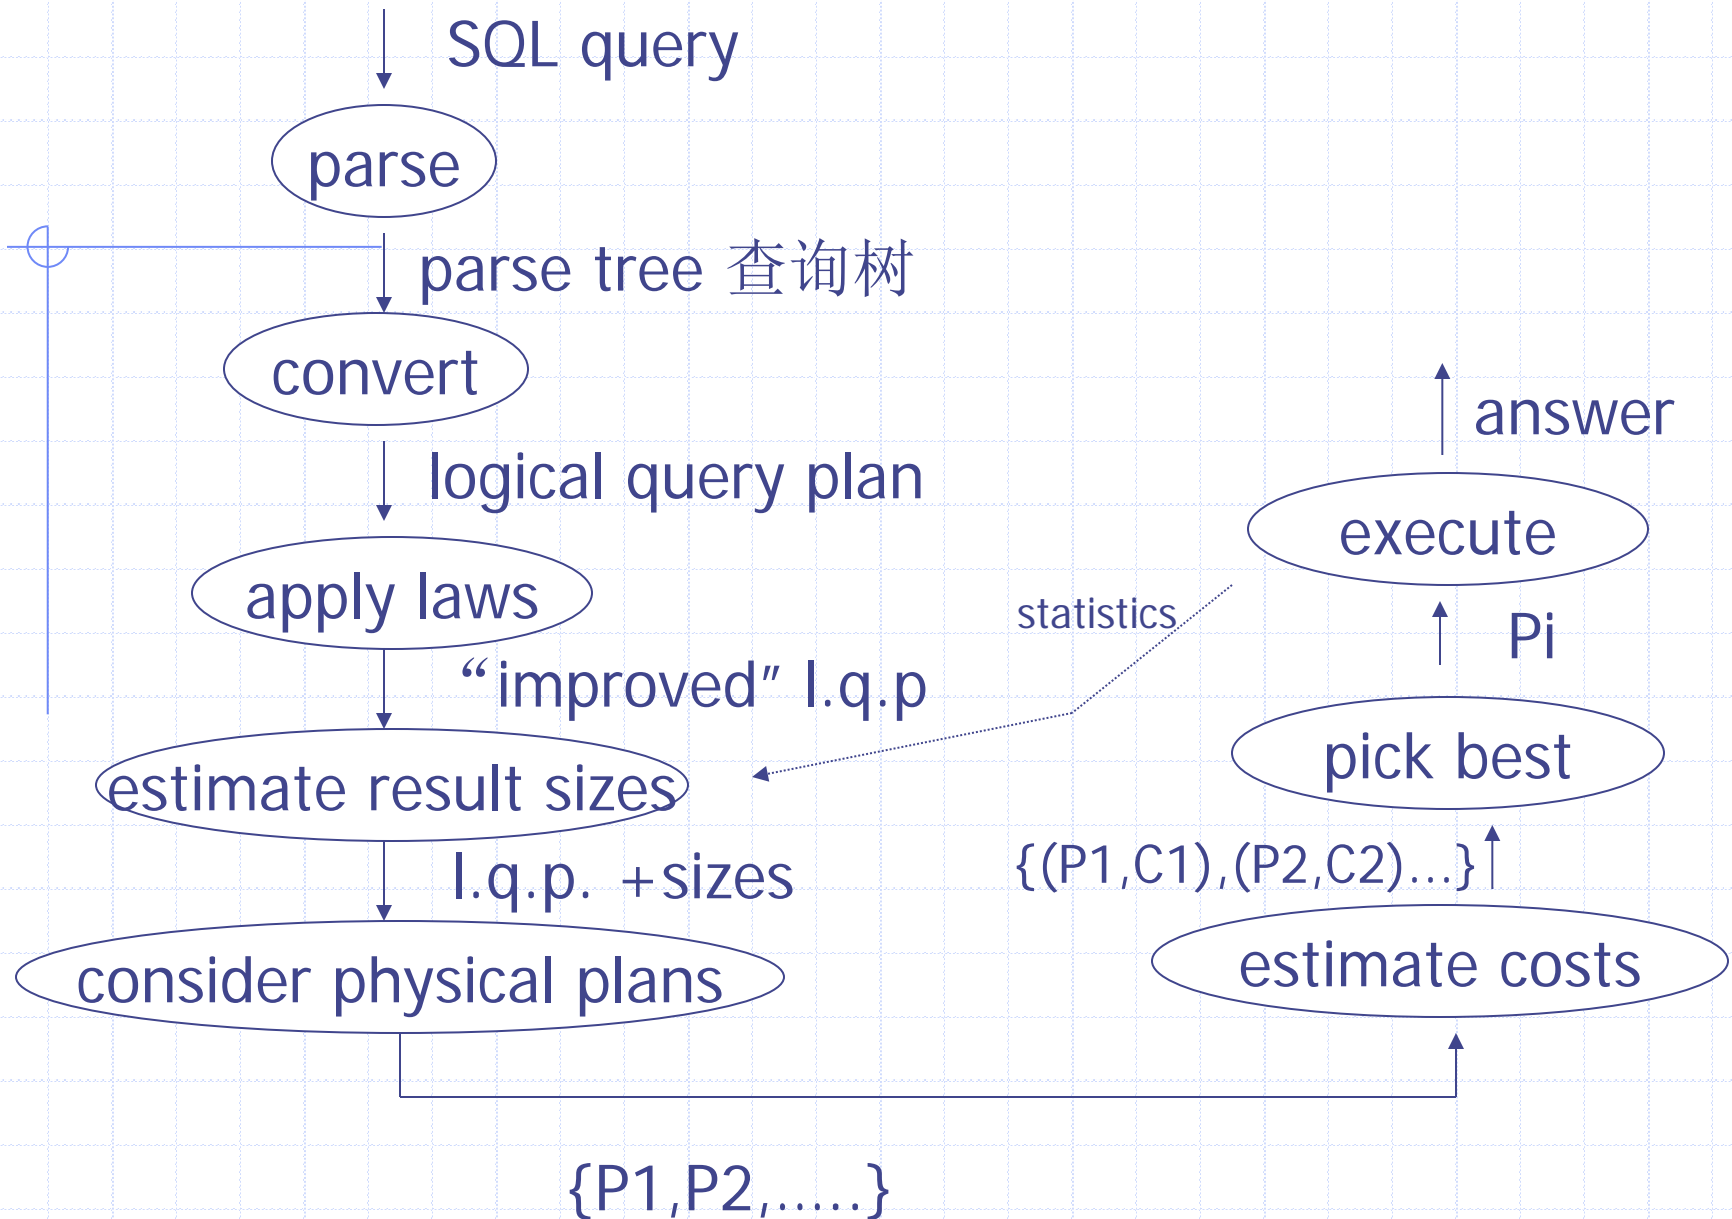 SQL query
parse
parse tree 查询树
convert
logical query plan
apply laws
“improved" l.q.p
estimate result sizes
l.q.p. +sizes
consider physical plans
{P1,P2,.....}
estimate costs
{(P1,C1),(P2,C2)...}
pick best
Pi
execute
statistics
answer